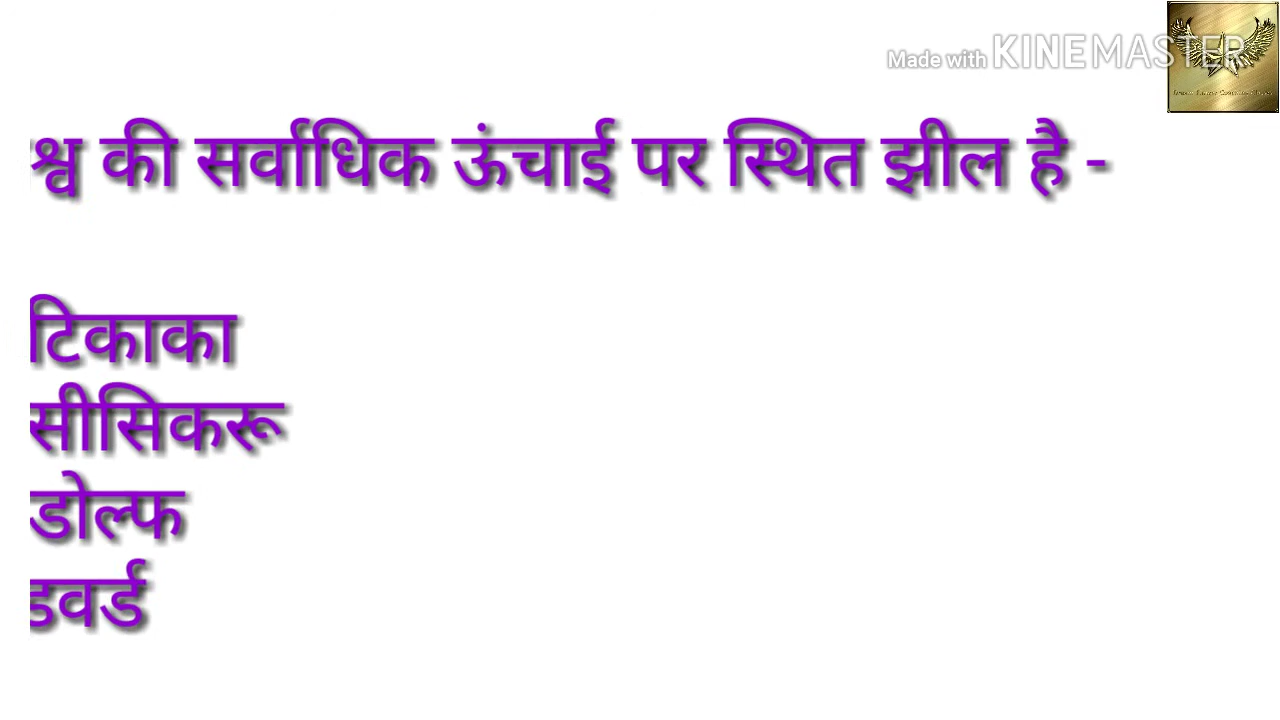 Made with KINEMASTER
श्व की सर्वाधिक ऊंचाई पर स्थित झील है -
टिकाका
सीसिकरू
डोल्फ
डवर्ड